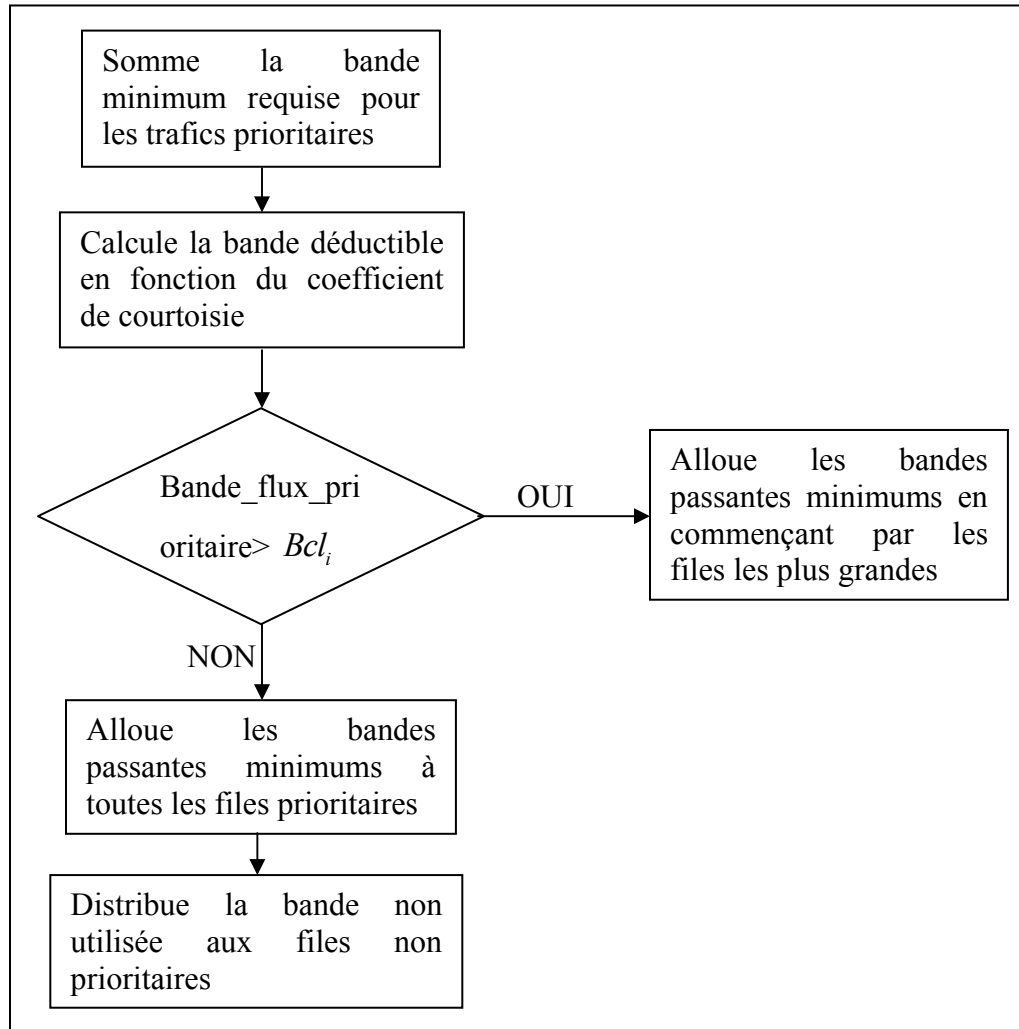 Somme la bande
minimum requise pour
les trafics prioritaires
Calcule la bande déductible
en fonction du coefficient
de courtoisie
Bande_flux_pri
oritaire> Bcl_i
OUI
Alloue les bandes
passantes minimums en
commençant par les
files les plus grandes
NON
Alloue les bandes
passantes minimums à
toutes les files prioritaires
Distribue la bande non
utilisée aux files non
prioritaires